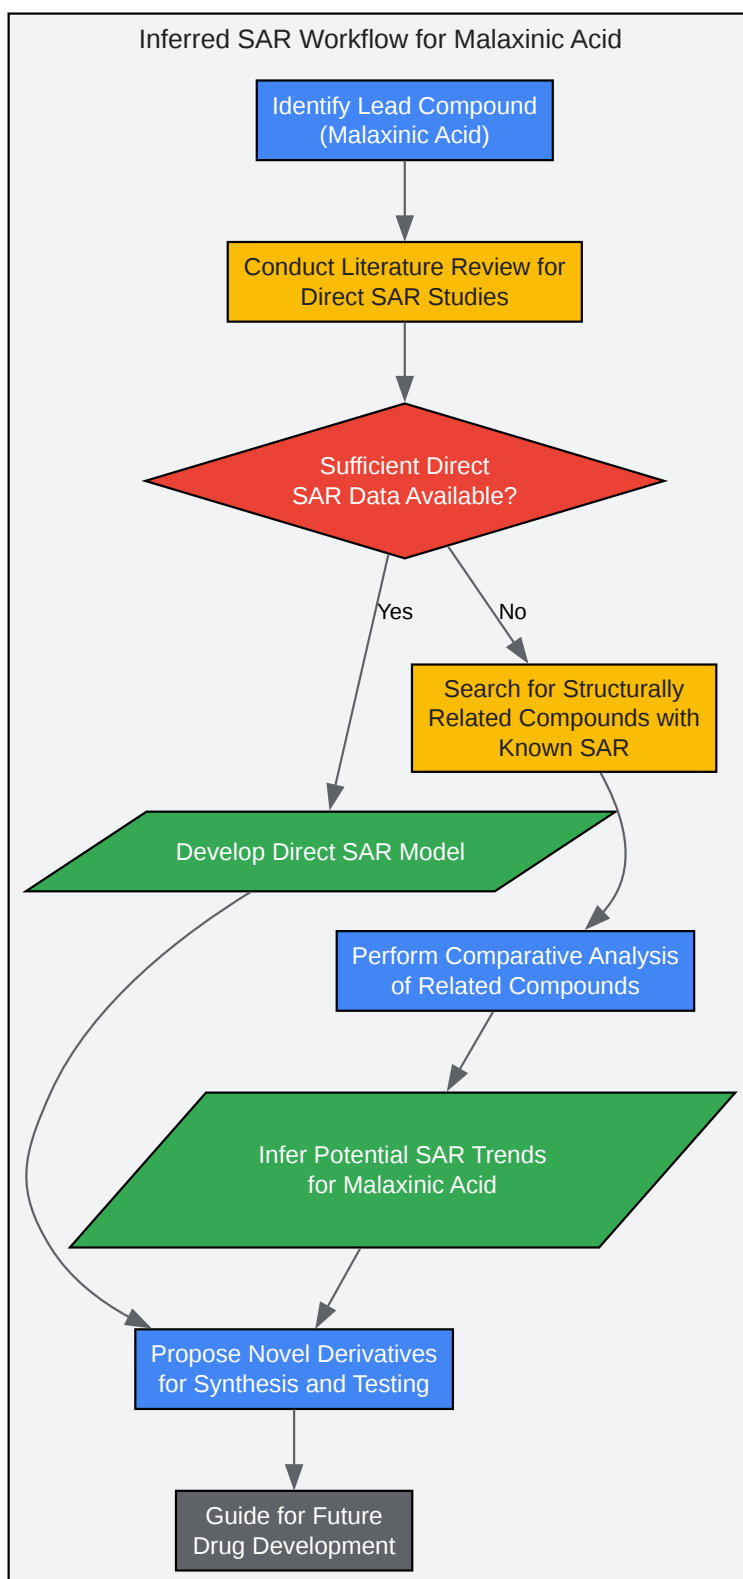 Inferred SAR Workflow for Malaxinic Acid
Identify Lead Compound
(Malaxinic Acid)
Conduct Literature Review for
Direct SAR Studies
Sufficient Direct
SAR Data Available?
Yes
No
Search for Structurally
Related Compounds with
Known SAR
Develop Direct SAR Model
Perform Comparative Analysis
of Related Compounds
Infer Potential SAR Trends
for Malaxinic Acid
Propose Novel Derivatives
for Synthesis and Testing
Guide for Future
Drug Development